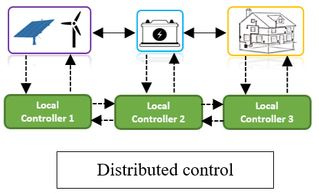 Local
Controller 1
Local
Controller 2
Local
Controller 3
Distributed control